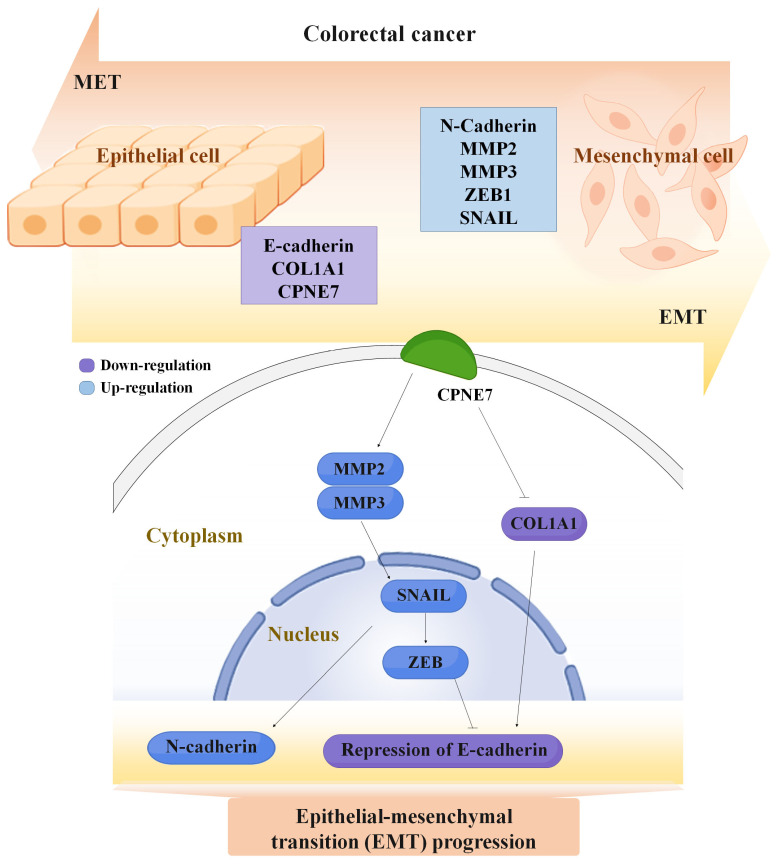 Colorectal cancer
MET
Epithelial cell
N-Cadherin
MMP2
MMP3
ZEB1
SNAIL
Mesenchymal cell
E-cadherin
COL1A1
CPNE7
EMT
Down-regulation
Up-regulation
CPNE7
MMP2
MMP3
COL1A1
Cytoplasm
SNAIL
Nucleus
ZEB
N-cadherin
Repression of E-cadherin
Epithelial-mesenchymal
transition (EMT) progression